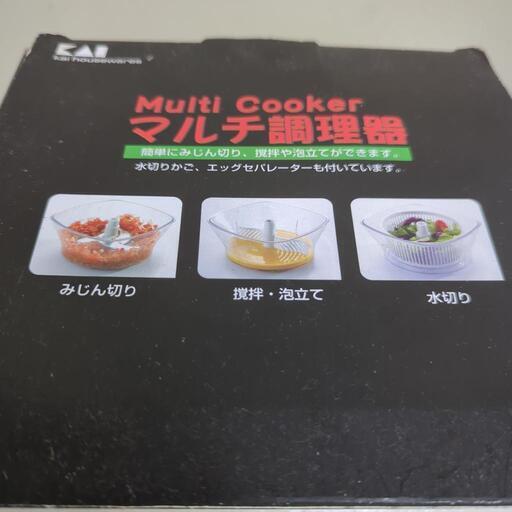 KAI
kai housewares
Multi Cooker
マルチ調理器
簡単にみじん切り、撹拌や泡立てができます。
水切りかご、エッグセパレーターも付いています。
みじん切り
撹拌・泡立て
水切り